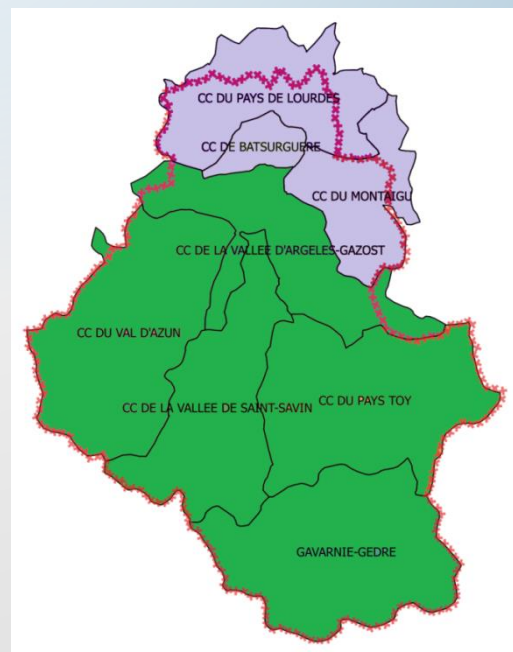 CC DU PAYS DE LOURDES
CC DE BATSURGUERE
CC DU MONTAIGU
CC DE LA VALLEE D'ARGELES-GAZOST
CC DU VAL D'AZUN
CC DU PAYS TOY
CC DE LA VALLEE DE SAINT-SAVIN
GAVARNIE-GEDRE